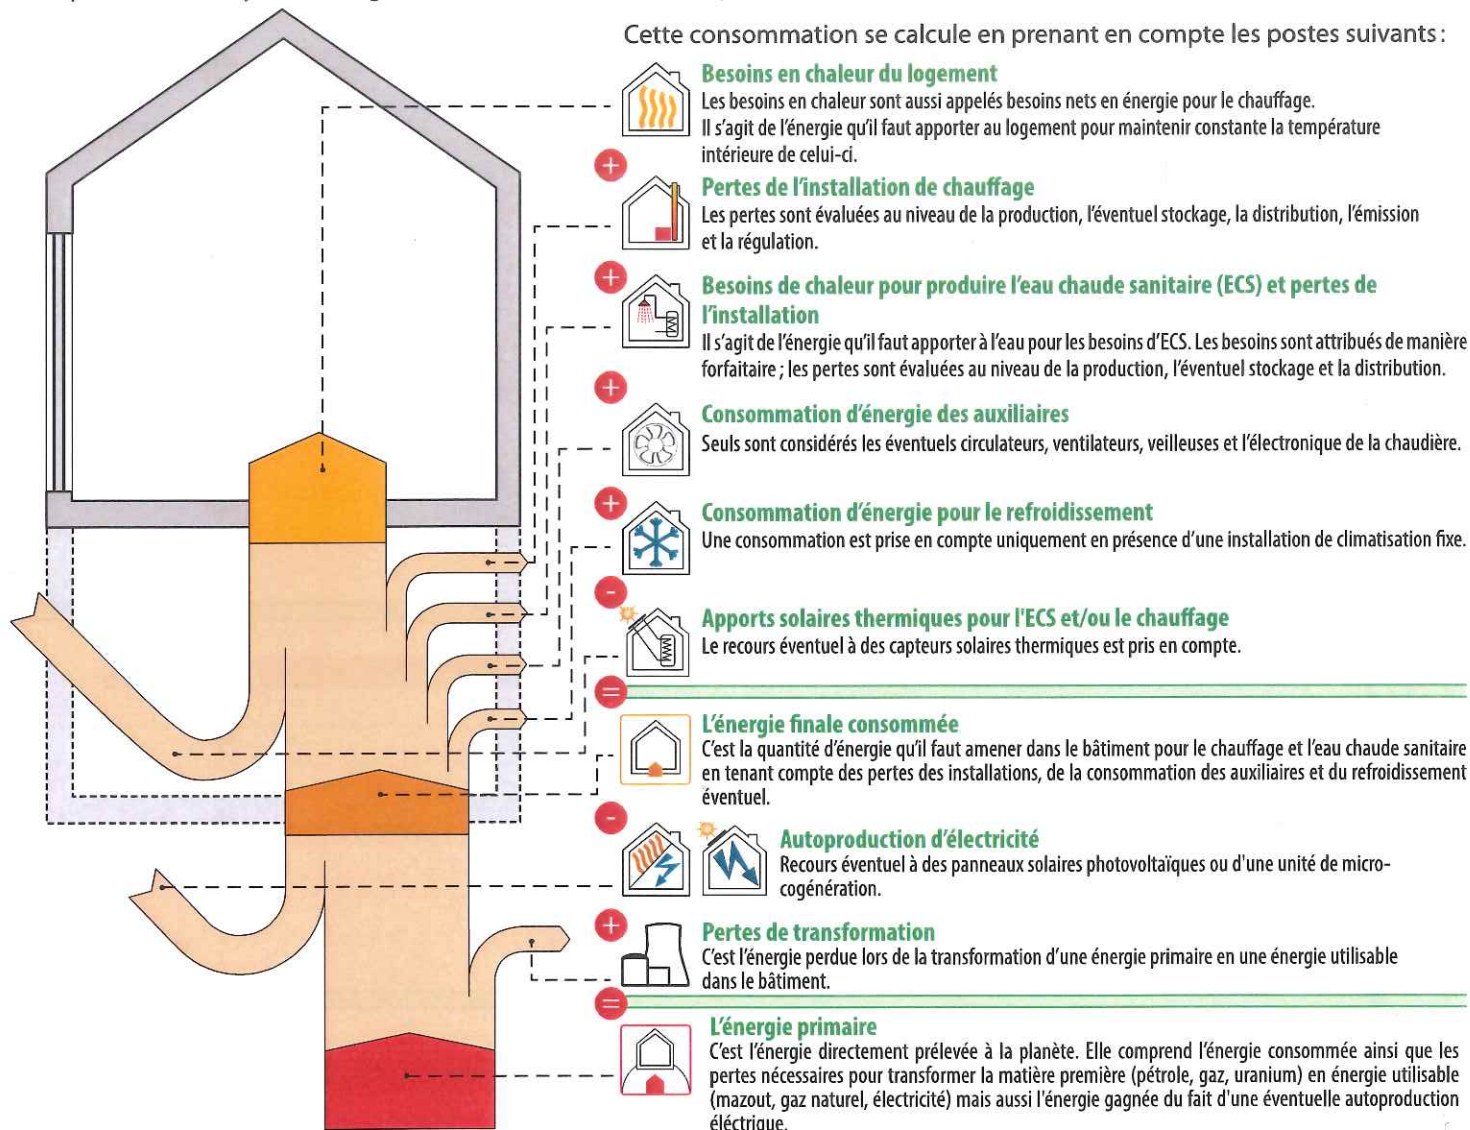 Cette consommation se calcule en prenant en compte les postes suivants :
Besoins en chaleur du logement
Les besoins en chaleur sont aussi appelés besoins nets en énergie pour le chauffage.
Il s'agit de l'énergie qu'il faut apporter au logement pour maintenir constante la température
intérieure de celui-ci.
+
Pertes de l'installation de chauffage
Les pertes sont évaluées au niveau de la production, l'éventuel stockage, la distribution, l'émission
et la régulation.
+
Besoins de chaleur pour produire l'eau chaude sanitaire (ECS) et pertes de
l'installation
Il s'agit de l'énergie qu'il faut apporter à l'eau pour les besoins d'ECS. Les besoins sont attribués de manière
forfaitaire ; les pertes sont évaluées au niveau de la production, l'éventuel stockage et la distribution.
+
Consommation d'énergie des auxiliaires
Seuls sont considérés les éventuels circulateurs, ventilateurs, veilleuses et l'électronique de la chaudière.
+
Consommation d'énergie pour le refroidissement
Une consommation est prise en compte uniquement en présence d'une installation de climatisation fixe.
-
Apports solaires thermiques pour l'ECS et/ou le chauffage
Le recours éventuel à des capteurs solaires thermiques est pris en compte.
=
L'énergie finale consommée
C'est la quantité d'énergie qu'il faut amener dans le bâtiment pour le chauffage et l'eau chaude sanitaire
en tenant compte des pertes des installations, de la consommation des auxiliaires et du refroidissement
éventuel.
-
Autoproduction d'électricité
Recours éventuel à des panneaux solaires photovoltaïques ou d'une unité de micro-
cogénération.
+
Pertes de transformation
C'est l'énergie perdue lors de la transformation d'une énergie primaire en une énergie utilisable
dans le bâtiment.
=
L'énergie primaire
C'est l'énergie directement prélevée à la planète. Elle comprend l'énergie consommée ainsi que les
pertes nécessaires pour transformer la matière première (pétrole, gaz, uranium) en énergie utilisable
(mazout, gaz naturel, électricité) mais aussi l'énergie gagnée du fait d'une éventuelle autoproduction
éléctrique.